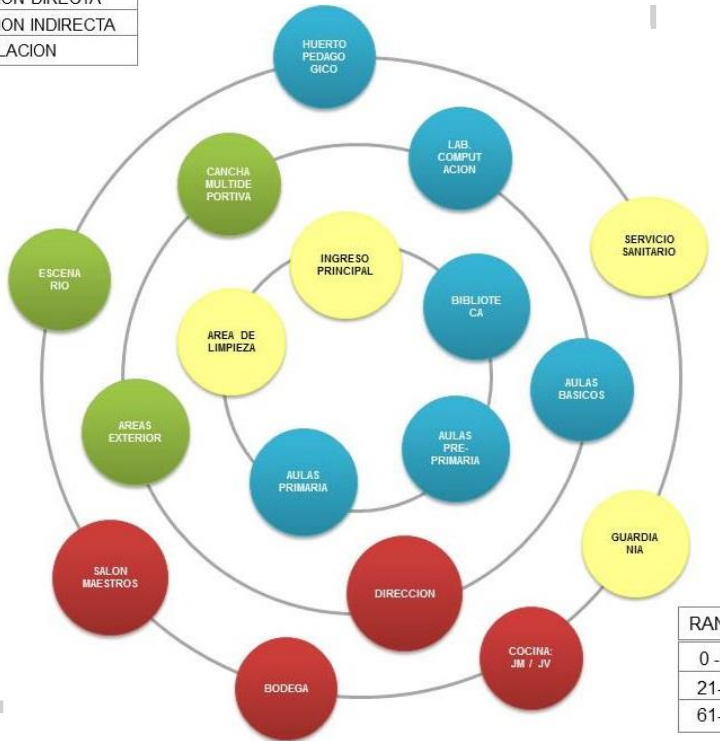 ION DIRECTA
ION INDIRECTA
LACION
HUERTO
PEDAGO
GICO
LAB.
COMPUT
ACION
CANCHA
MULTIDE
PORTIVA
SERVICIO
SANITARIO
INGRESO
PRINCIPAL
ESCENA
RIO
BIBLIOTE
CA
AREA DE
LIMPIEZA
AULAS
BASICOS
AREAS
EXTERIOR
AULAS
PRE-
PRIMARIA
AULAS
PRIMARIA
GUARDIA
NIA
SALON
MAESTROS
DIRECCION
COCINA:
JM / JV
BODEGA
RAN
0 -
21-
61-